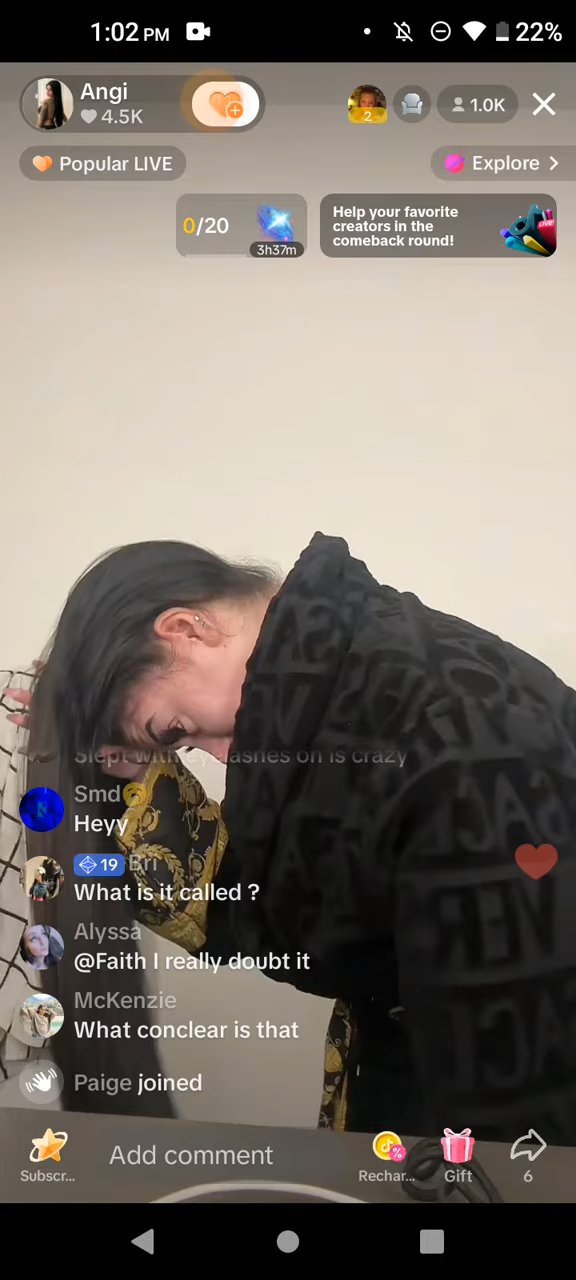 1:02 PM
22%
Angi
4.5K
2
1.0K
Popular LIVE
Explore >
0/20
3h37m
Help your favorite
creators in the
comeback round!
LIVE
Slept with eyelashes on is crazy
Smd🤫
Heyy
19 Bri
What is it called ?
Alyssa
@Faith I really doubt it
McKenzie
What conclear is that
Paige joined
Subscr...
Add comment
Rechar...
Gift
6